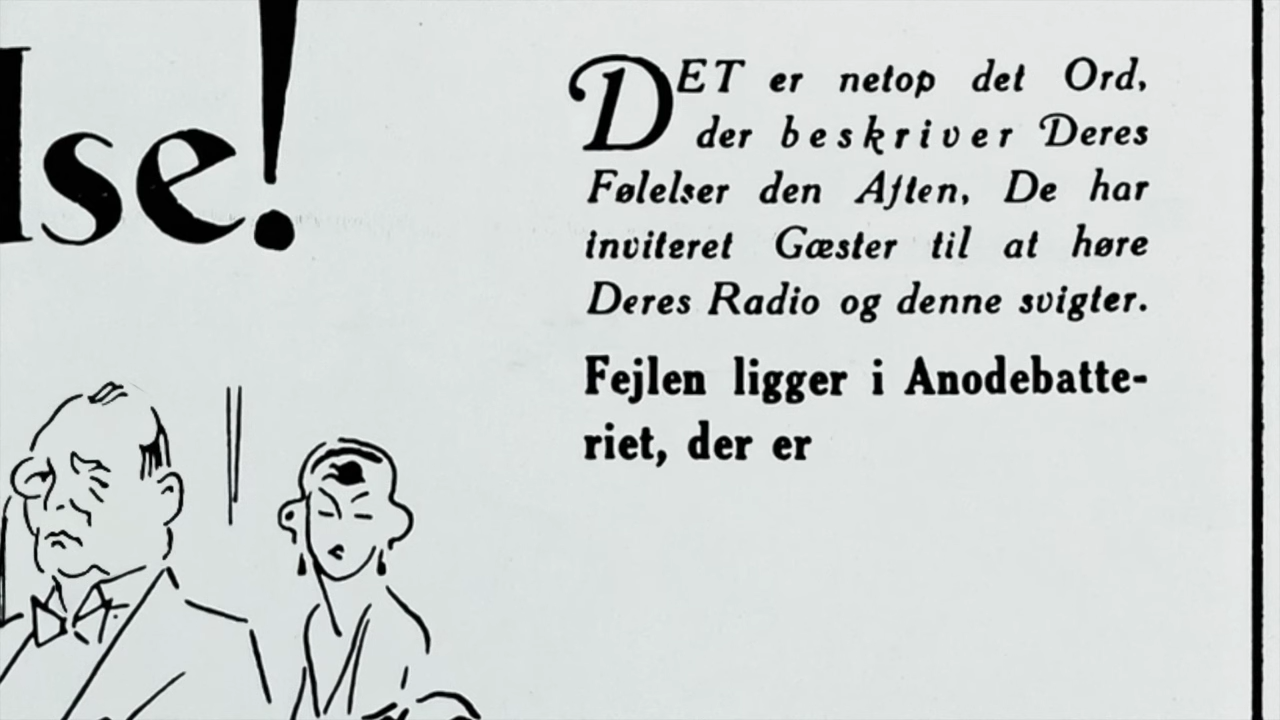 lse!
DET er netop det Ord,
der beskriver Deres
Følelser den Aften, De har
inviteret Gæster til at høre
Deres Radio og denne svigter.
Fejlen ligger i Anodebatte-
riet, der er